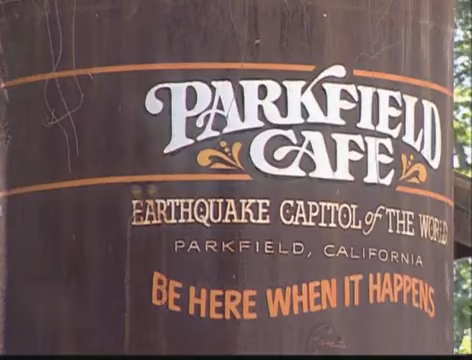 PARKFIELD
CAFE
EARTHQUAKE CAPITOL of THE WORLD
PARKFIELD, CALIFORNIA
BE HERE WHEN IT HAPPENS